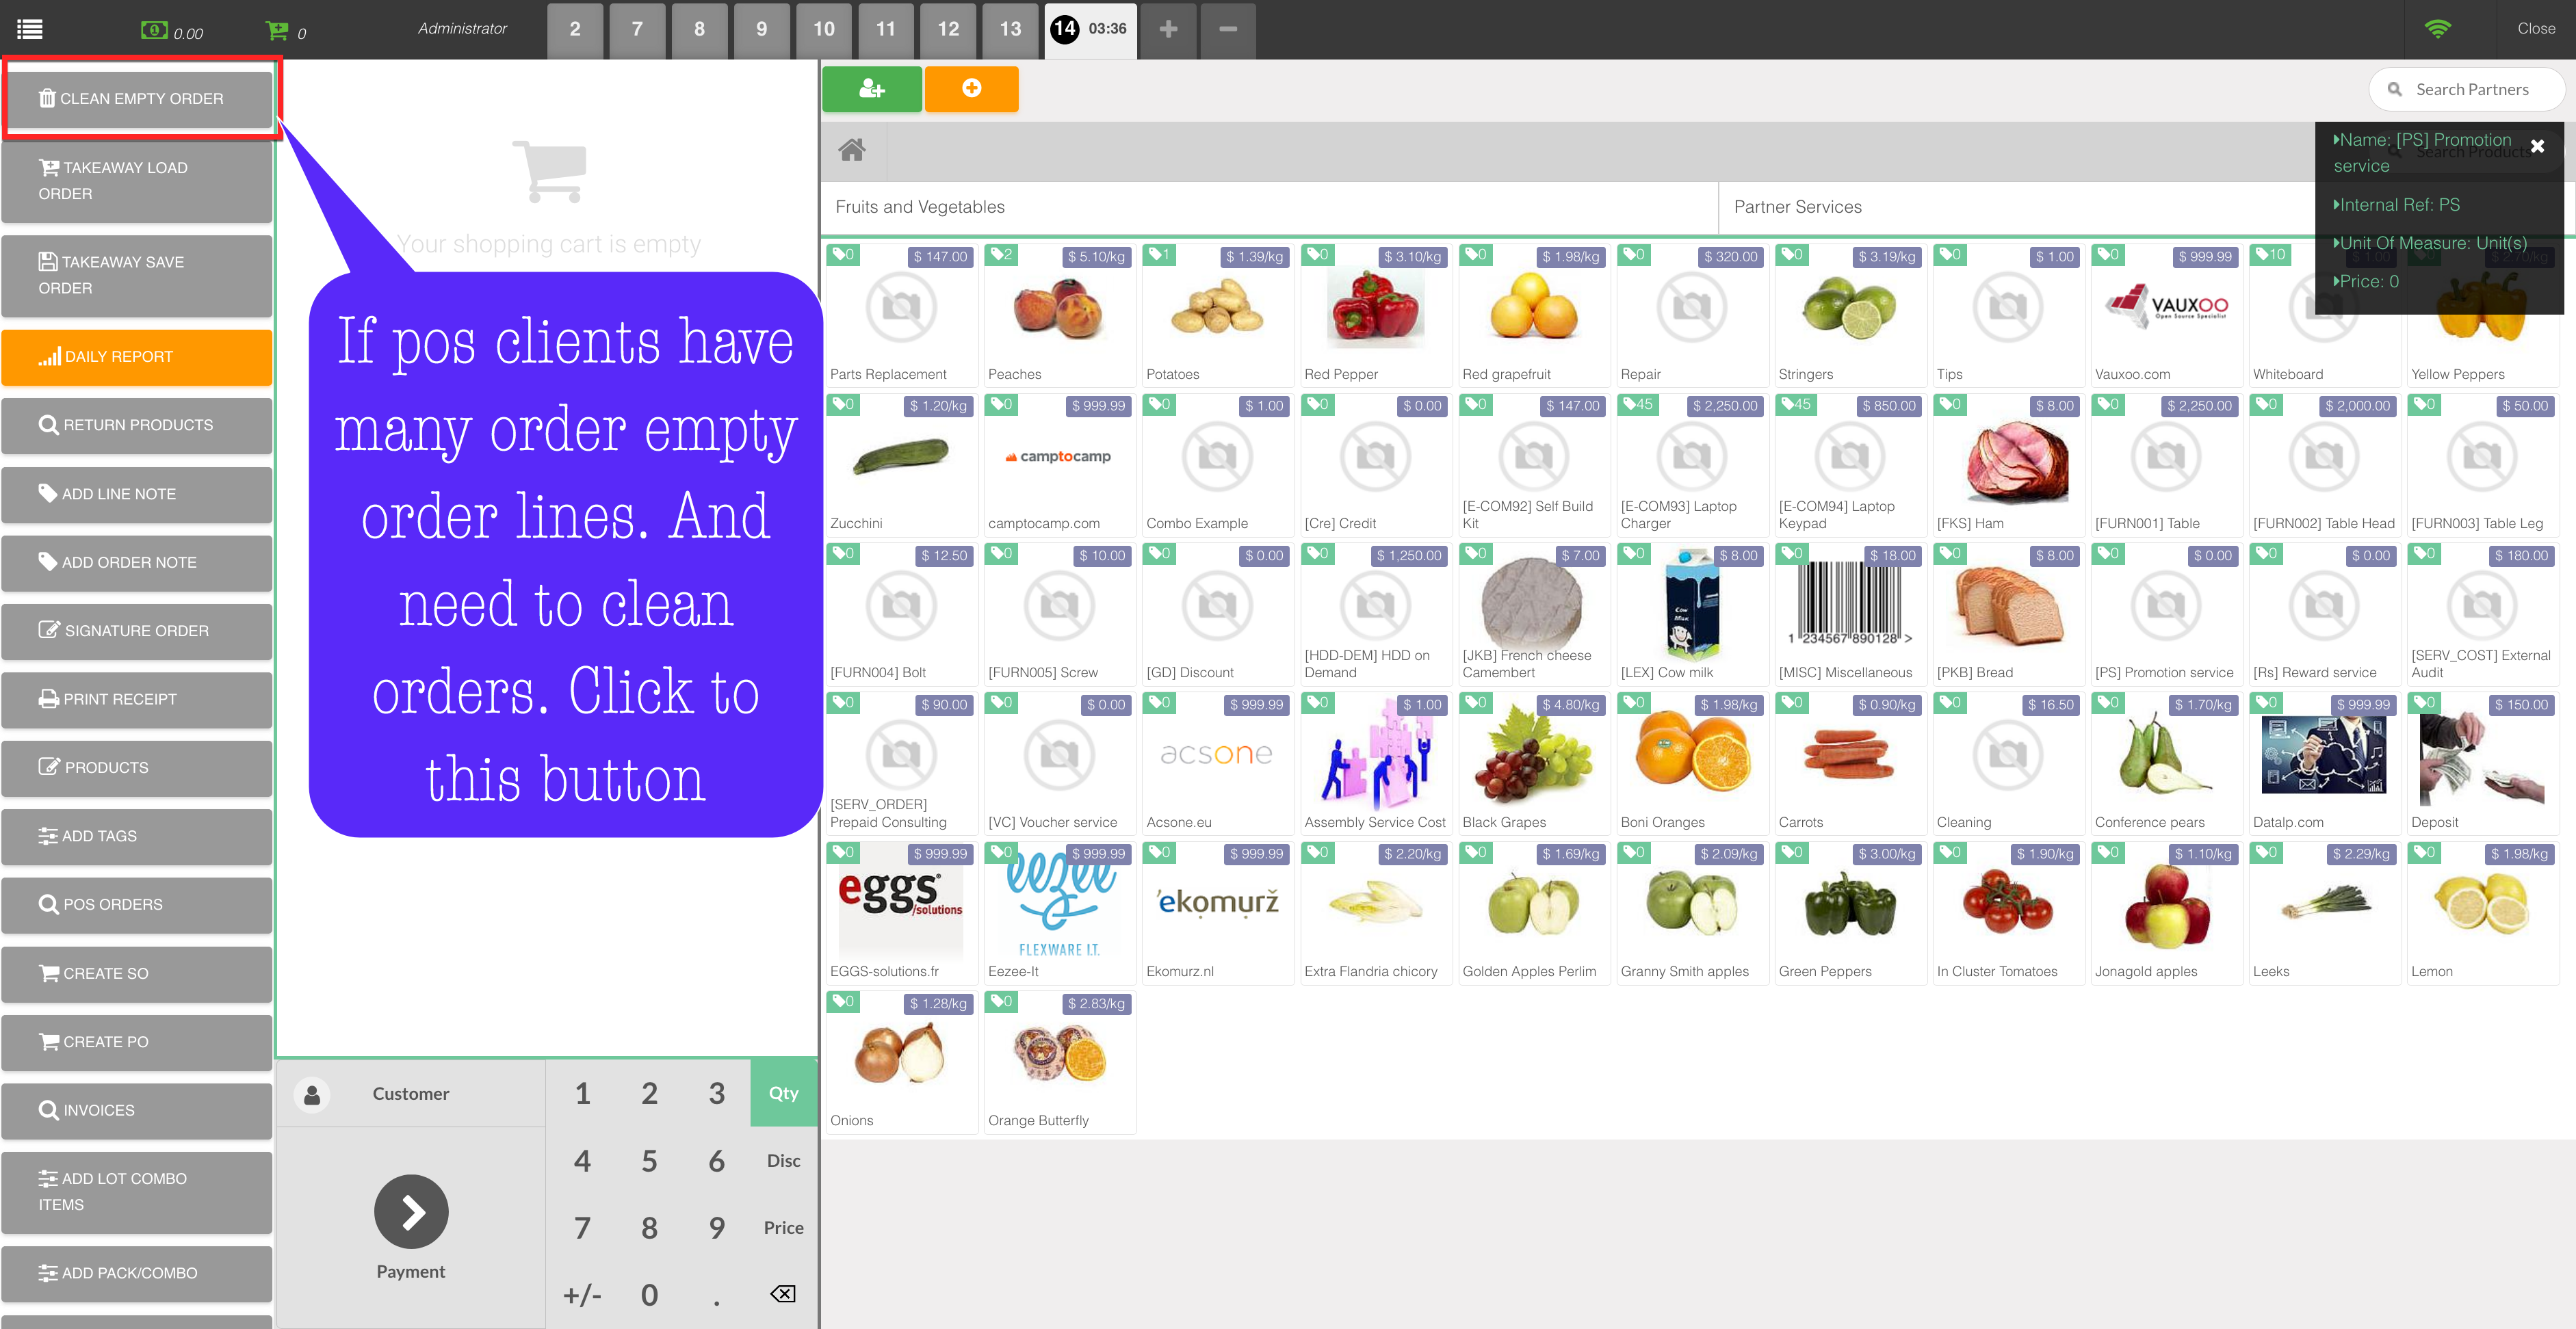 0.00
0
Administrator
2
7
8
9
10
11
12
13
14 03:36
Close
CLEAN EMPTY ORDER
TAKEAWAY LOAD
ORDER
TAKEAWAY SAVE
ORDER
DAILY REPORT
RETURN PRODUCTS
ADD LINE NOTE
ADD ORDER NOTE
SIGNATURE ORDER
PRINT RECEIPT
PRODUCTS
ADD TAGS
POS ORDERS
CREATE SO
CREATE PO
INVOICES
ADD LOT COMBO
ITEMS
ADD PACK/COMBO
Your shopping cart is empty
If pos clients have
many order empty
order lines. And
need to clean
orders. Click to
this button
Customer
Payment
1 2 3 Qty
4 5 6 Disc
7 8 9 Price
+/- 0 .
Search Partners
Search Products
Name: [PS] Promotion
service
Internal Ref: PS
Unit Of Measure: Unit(s)
Price: 0
Fruits and Vegetables
Partner Services
0 $ 147.00
Parts Replacement
2 $ 5.10/kg
Peaches
1 $ 1.39/kg
Potatoes
0 $ 3.10/kg
Red Pepper
0 $ 1.98/kg
Red grapefruit
0 $ 320.00
Repair
0 $ 3.19/kg
Stringers
0 $ 1.00
Tips
0 $ 999.99
VAUXOO
Open Source Specialist
Vauxoo.com
10 $ 1.00
Whiteboard
0 $ 2.70/kg
Yellow Peppers
0 $ 1.20/kg
Zucchini
0 $ 999.99
camptocamp
camptocamp.com
0 $ 1.00
Combo Example
0 $ 0.00
[Cre] Credit
0 $ 147.00
[E-COM92] Self Build
Kit
45 $ 2,250.00
[E-COM93] Laptop
Charger
45 $ 850.00
[E-COM94] Laptop
Keypad
0 $ 8.00
[FKS] Ham
0 $ 2,250.00
[FURN001] Table
0 $ 2,000.00
[FURN002] Table Head
0 $ 50.00
[FURN003] Table Leg
0 $ 12.50
[FURN004] Bolt
0 $ 10.00
[FURN005] Screw
0 $ 0.00
[GD] Discount
0 $ 1,250.00
[HDD-DEM] HDD on
Demand
0 $ 7.00
[JKB] French cheese
Camembert
0 $ 8.00
Cow
Milk
[LEX] Cow milk
0 $ 18.00
1 234567 890128 >
[MISC] Miscellaneous
0 $ 8.00
[PKB] Bread
0 $ 0.00
[PS] Promotion service
0 $ 0.00
[Rs] Reward service
0 $ 180.00
[SERV_COST] External
Audit
0 $ 90.00
[SERV_ORDER]
Prepaid Consulting
0 $ 0.00
[VC] Voucher service
0 $ 999.99
acsone
Acsone.eu
0 $ 1.00
Assembly Service Cost
0 $ 4.80/kg
Black Grapes
0 $ 1.98/kg
Boni Oranges
0 $ 0.90/kg
Carrots
0 $ 16.50
Cleaning
0 $ 1.70/kg
Conference pears
0 $ 999.99
Datalp.com
0 $ 150.00
Deposit
0 $ 999.99
eggs
/solutions
EGGS-solutions.fr
0 $ 999.99
eezee
FLEXWARE I.T.
Eezee-It
0 $ 999.99
'ekomurž
Ekomurz.nl
0 $ 2.20/kg
Extra Flandria chicory
0 $ 1.69/kg
Golden Apples Perlim
0 $ 2.09/kg
Granny Smith apples
0 $ 3.00/kg
Green Peppers
0 $ 1.90/kg
In Cluster Tomatoes
0 $ 1.10/kg
Jonagold apples
0 $ 2.29/kg
Leeks
0 $ 1.98/kg
Lemon
0 $ 1.28/kg
Onions
0 $ 2.83/kg
Orange Butterfly